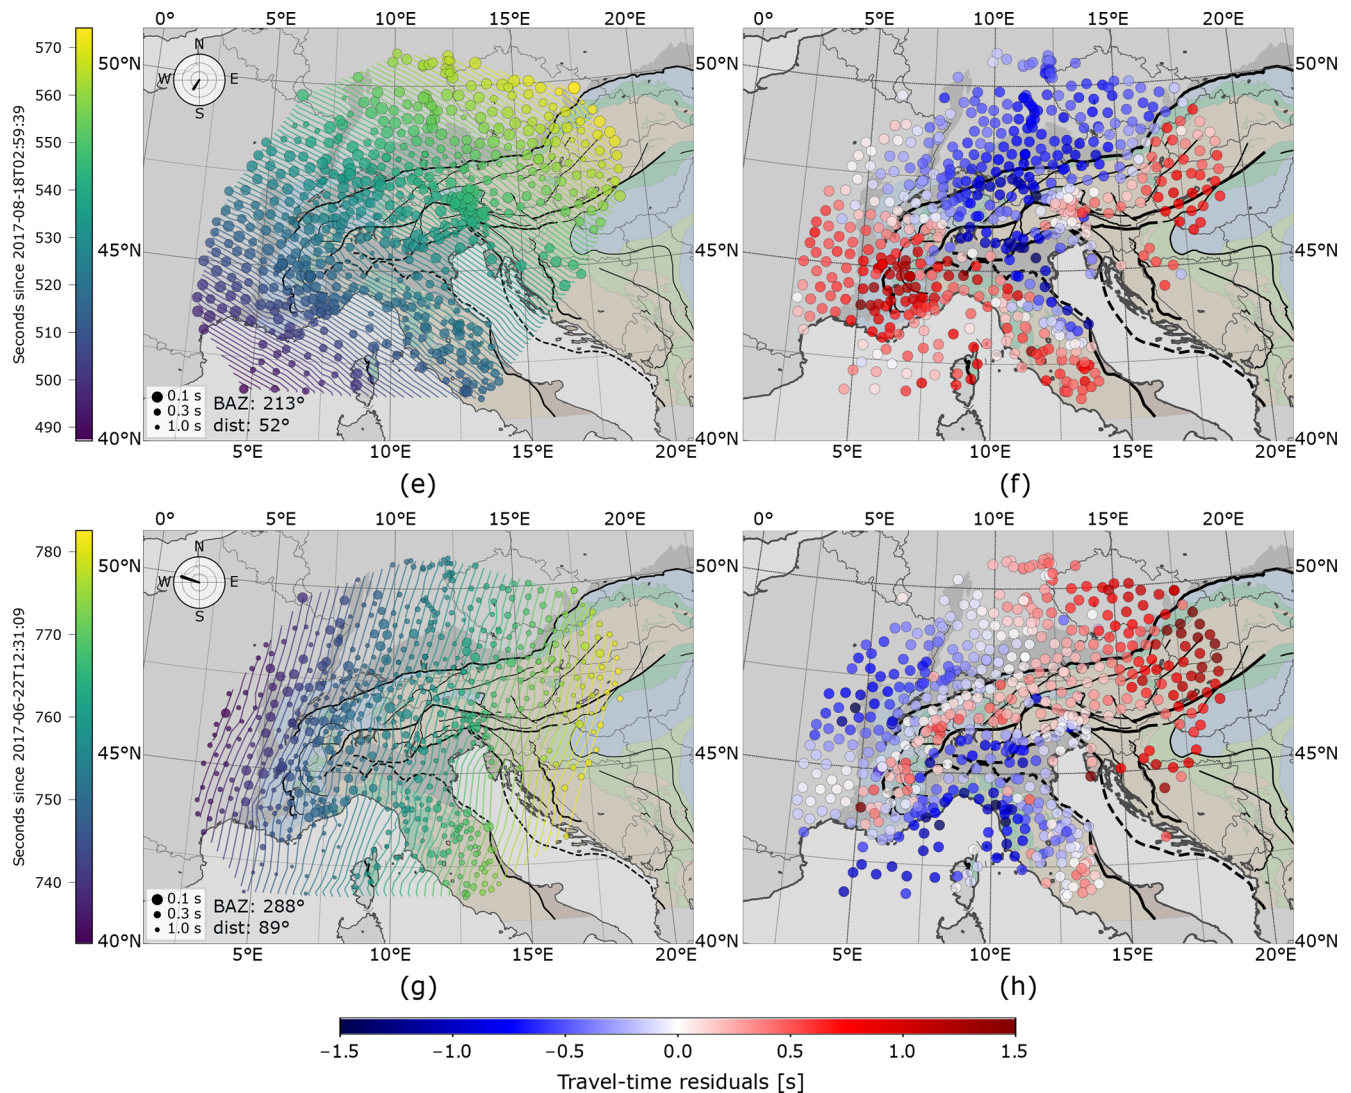 0° 5°E 10°E 15°E 20°E 0° 5°E 10°E 15°E 20°E
570
560
550
540
530
520
510
500
490
Seconds since 2017-08-18T02:59:39
N
W E
S
50°N 50°N 50°N
45°N 45°N 45°N
40°N 40°N 40°N
0.1 s
0.3 s
1.0 s
BAZ: 213°
dist: 52°
5°E 10°E 15°E 20°E 5°E 10°E 15°E 20°E
(e) (f)
0° 5°E 10°E 15°E 20°E 0° 5°E 10°E 15°E 20°E
780
770
760
750
740
Seconds since 2017-06-22T12:31:09
N
W E
S
50°N 50°N 50°N
45°N 45°N 45°N
40°N 40°N 40°N
0.1 s
0.3 s
1.0 s
BAZ: 288°
dist: 89°
5°E 10°E 15°E 20°E 5°E 10°E 15°E 20°E
(g) (h)
−1.5 −1.0 −0.5 0.0 0.5 1.0 1.5
Travel-time residuals [s]